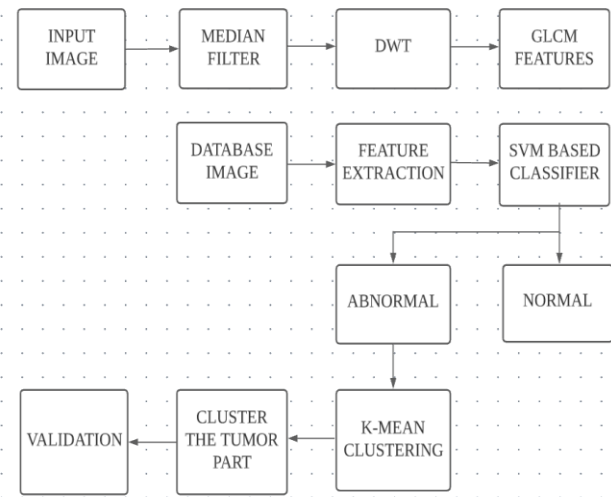 INPUT
IMAGE
MEDIAN
FILTER
DWT
GLCM
FEATURES
DATABASE
IMAGE
FEATURE
EXTRACTION
SVM BASED
CLASSIFIER
ABNORMAL
NORMAL
VALIDATION
CLUSTER
THE TUMOR
PART
K-MEAN
CLUSTERING